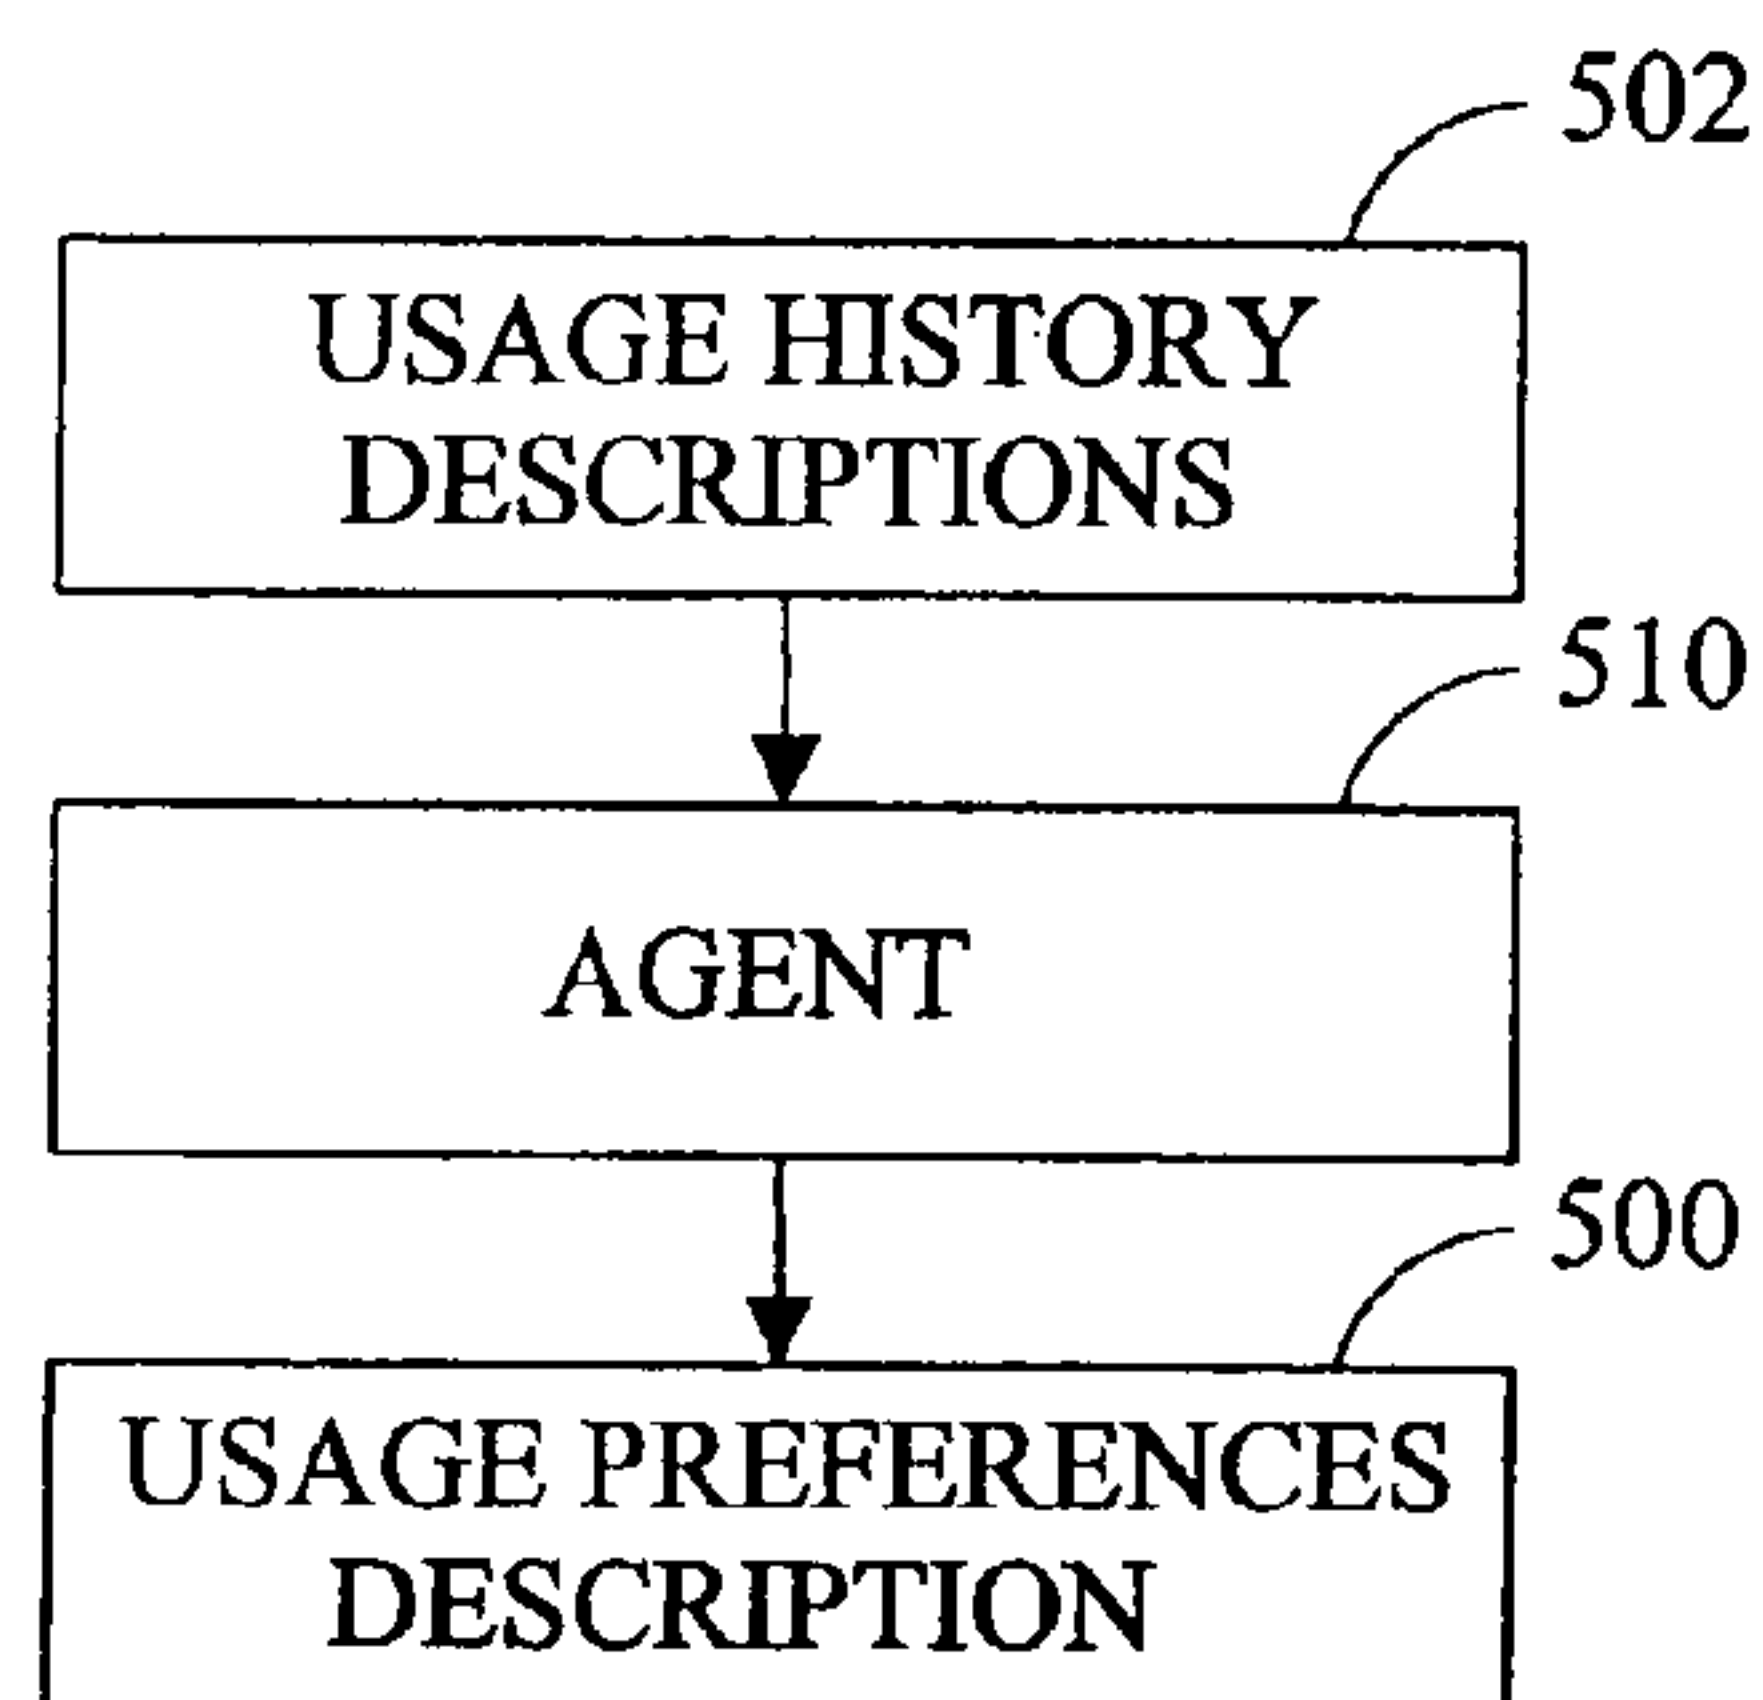 502
USAGE HISTORY
DESCRIPTIONS
510
AGENT
500
USAGE PREFERENCES
DESCRIPTION